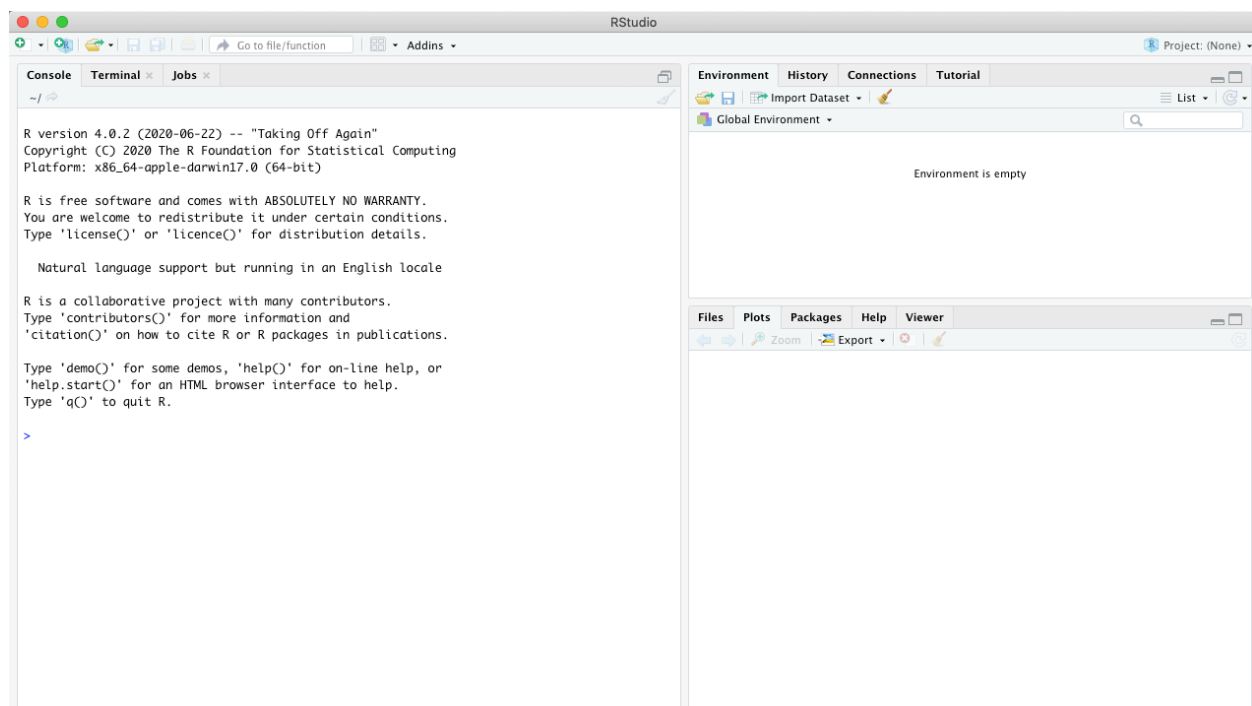 RStudio
Go to file/function
Addins
Project: (None)
Console Terminal Jobs
~/
R version 4.0.2 (2020-06-22) -- "Taking Off Again"
Copyright (C) 2020 The R Foundation for Statistical Computing
Platform: x86_64-apple-darwin17.0 (64-bit)
R is free software and comes with ABSOLUTELY NO WARRANTY.
You are welcome to redistribute it under certain conditions.
Type 'license()' or 'licence()' for distribution details.
Natural language support but running in an English locale
R is a collaborative project with many contributors.
Type 'contributors()' for more information and
'citation()' on how to cite R or R packages in publications.
Type 'demo()' for some demos, 'help()' for on-line help, or
'help.start()' for an HTML browser interface to help.
Type 'q()' to quit R.
>
Environment History Connections Tutorial
Import Dataset
List
Global Environment
Environment is empty
Files Plots Packages Help Viewer
Zoom Export